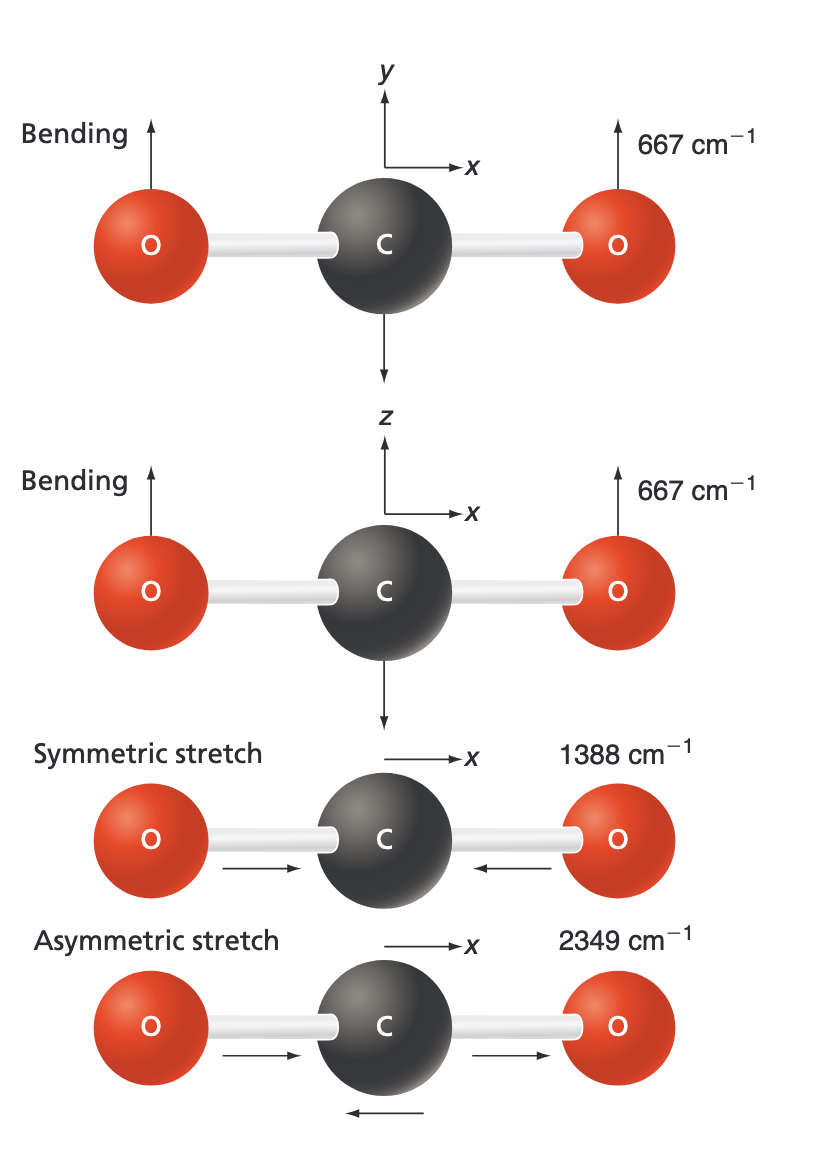 y
Bending
667 cm⁻¹
x
O C O
z
Bending
667 cm⁻¹
x
O C O
Symmetric stretch
x
1388 cm⁻¹
O C O
Asymmetric stretch
x
2349 cm⁻¹
O C O